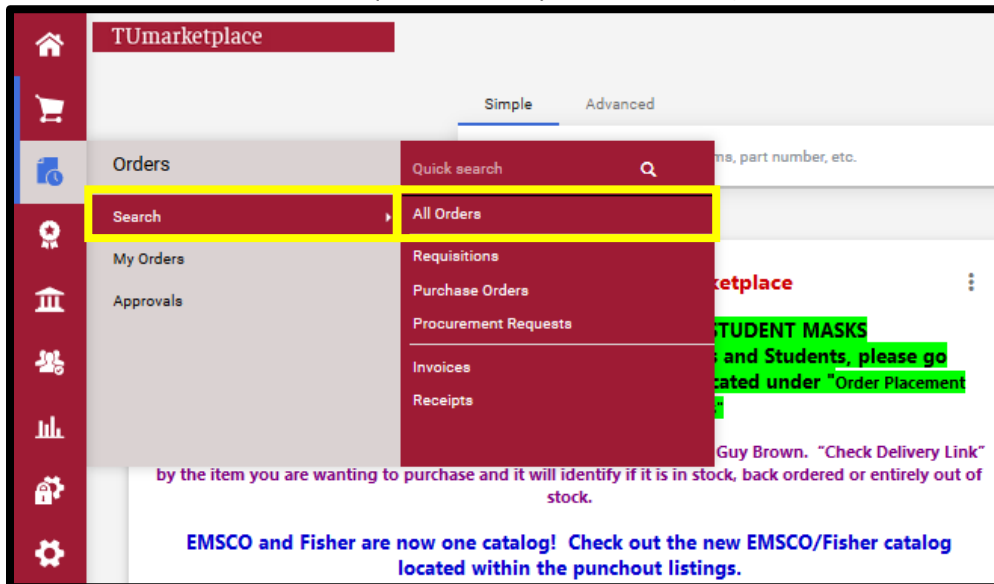 TUmarketplace
Simple Advanced
Orders
Quick search
ms, part number, etc.
Search
All Orders
My Orders
Requisitions
Approvals
Purchase Orders
Procurement Requests
Invoices
Receipts
STUDENT MASKS
and Students, please go
under "Order Placement
Guy Brown. "Check Delivery Link"
by the item you are wanting to purchase and it will identify if it is in stock, back ordered or entirely out of
stock.
EMSCO and Fisher are now one catalog! Check out the new EMSCO/Fisher catalog
located within the punchout listings.